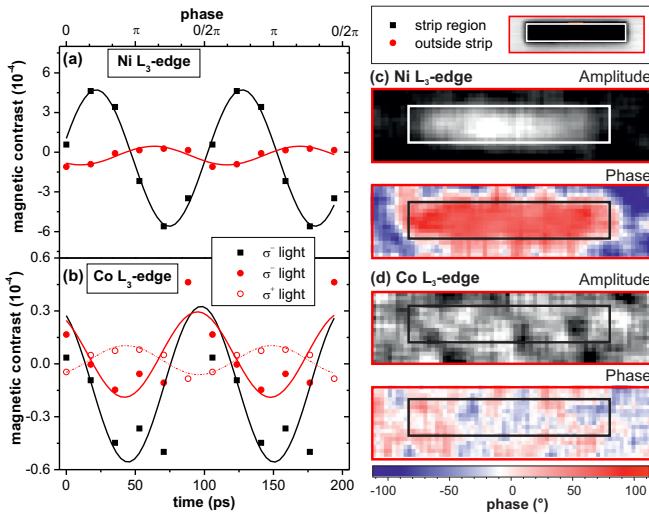 phase
0 π 0/2π π 0/2π
(a) Ni L₃-edge
magnetic contrast (10⁻⁴)
6
3
0
-3
-6
(b) Co L₃-edge
σ⁻ light
σ⁻ light
σ⁺ light
magnetic contrast (10⁻⁴)
0.6
0.3
0.0
-0.3
-0.6
0 50 100 150 200
time (ps)
strip region
outside strip
(c) Ni L₃-edge Amplitude
Phase
(d) Co L₃-edge Amplitude
Phase
-100 -50 0 50 100
phase (°)